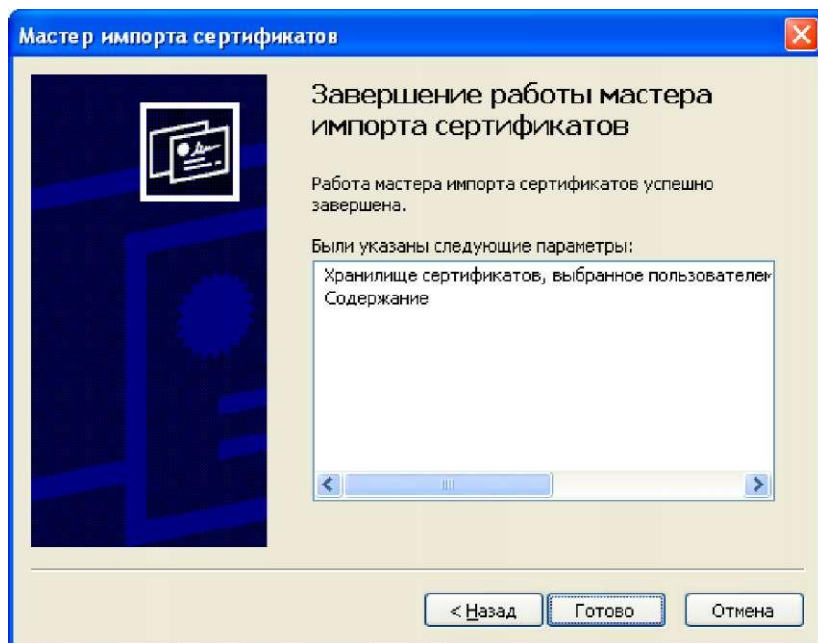 Мастер импорта сертификатов
Завершение работы мастера
импорта сертификатов
Работа мастера импорта сертификатов успешно
завершена.
Были указаны следующие параметры:
Хранилище сертификатов, выбранное пользователем
Содержание
< Назад
Готово
Отмена